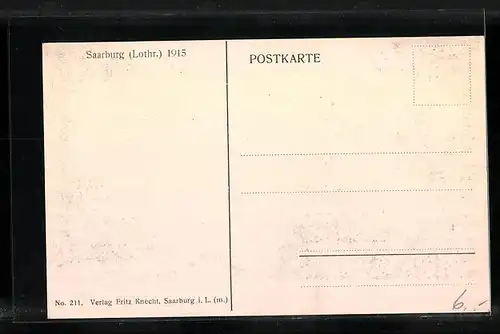 Saarburg (Lothr.) 1915
POSTKARTE
No. 211. Verlag Fritz Knecht, Saarburg i. L. (m.)
6,-